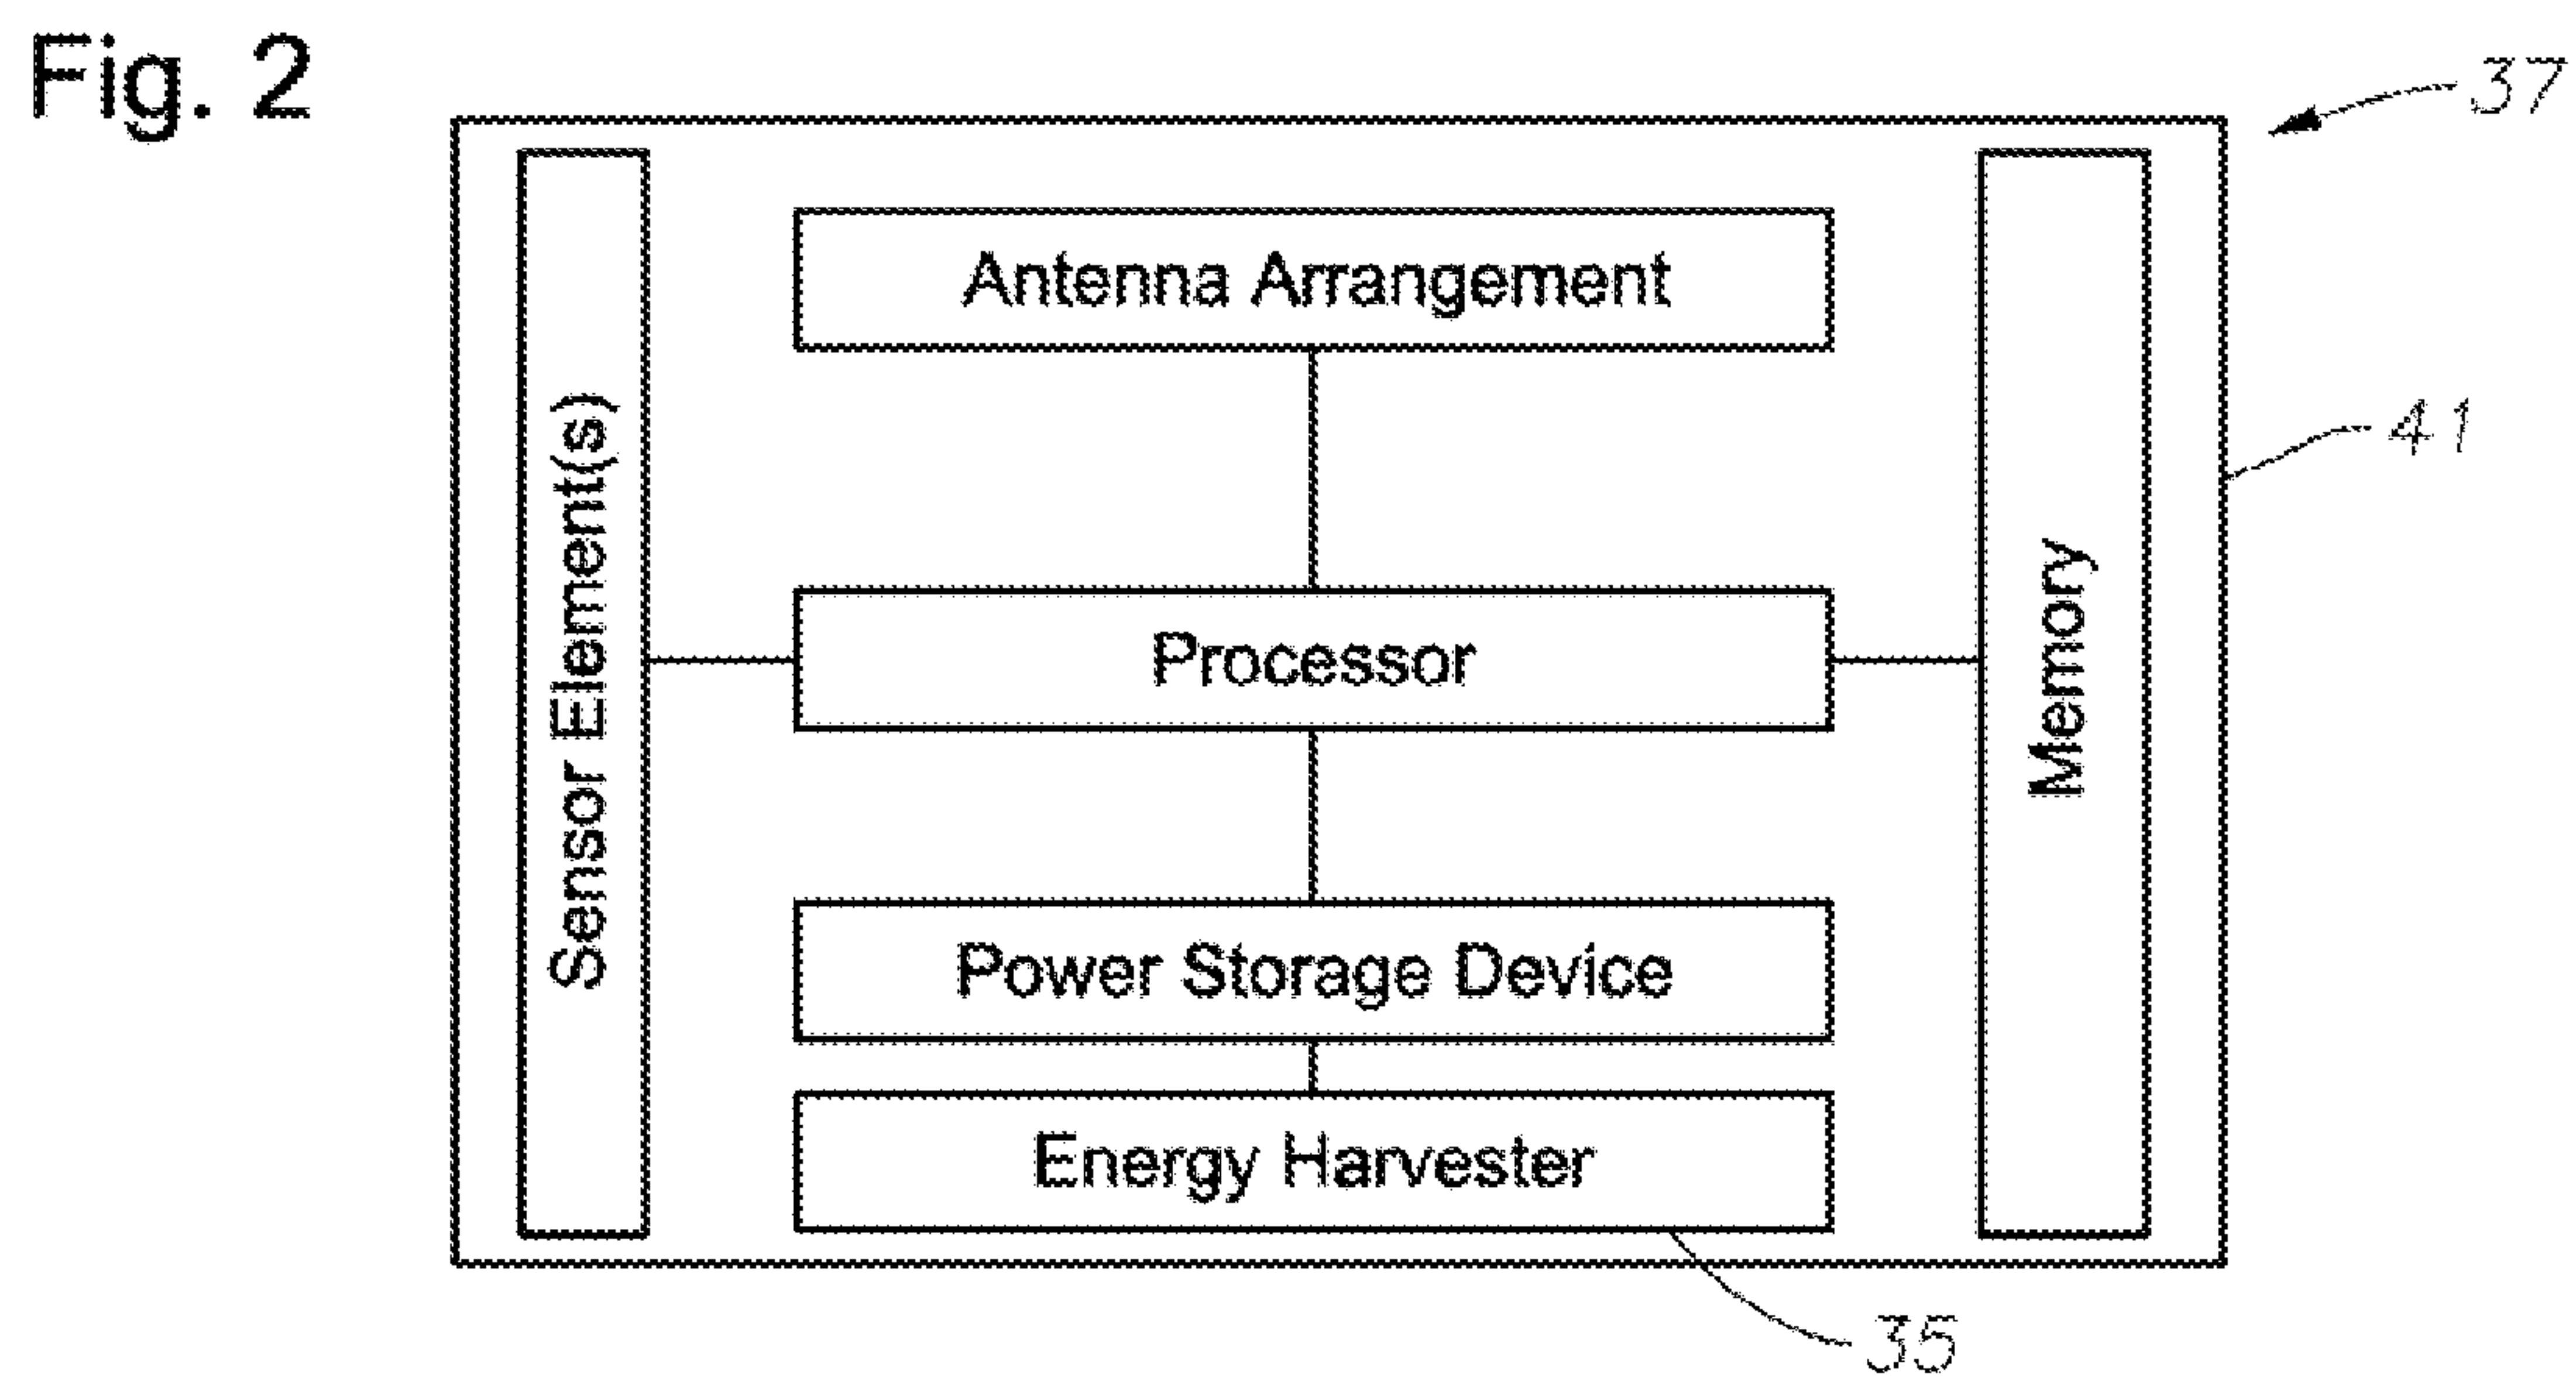 Fig. 2
37
Antenna Arrangement
41
Sensor Element(s)
Processor
Memory
Power Storage Device
Energy Harvester
35